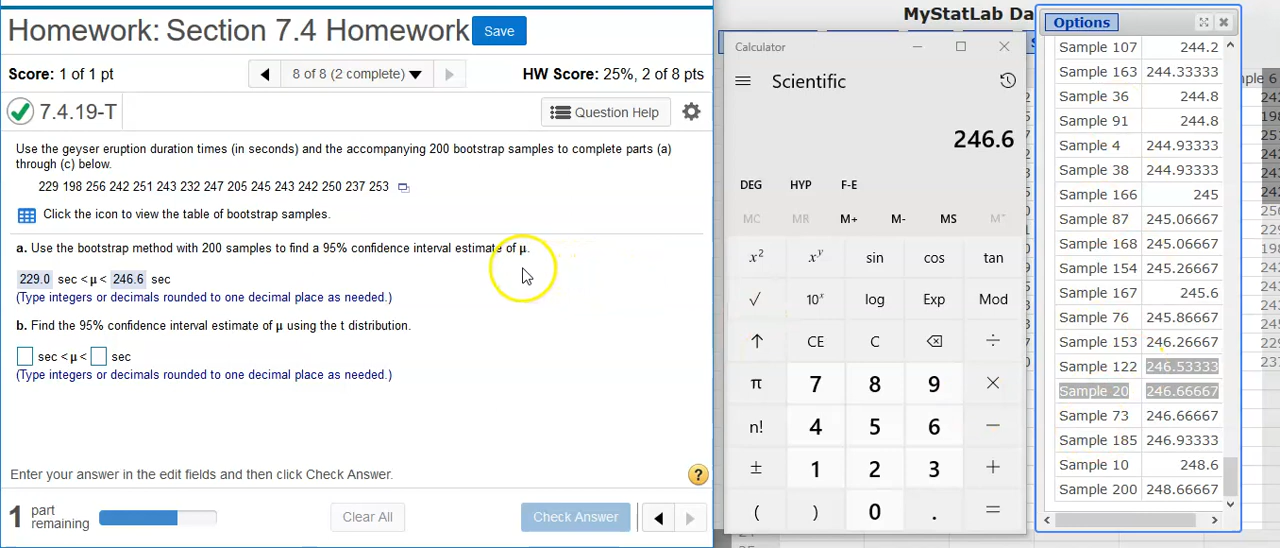 Homework: Section 7.4 Homework
Save
Score: 1 of 1 pt
8 of 8 (2 complete)
HW Score: 25%, 2 of 8 pts
7.4.19-T
Question Help
Use the geyser eruption duration times (in seconds) and the accompanying 200 bootstrap samples to complete parts (a)
through (c) below.
229 198 256 242 251 243 232 247 205 245 243 242 250 237 253
Click the icon to view the table of bootstrap samples.
a. Use the bootstrap method with 200 samples to find a 95% confidence interval estimate of μ.
229.0 sec < μ < 246.6 sec
(Type integers or decimals rounded to one decimal place as needed.)
b. Find the 95% confidence interval estimate of μ using the t distribution.
sec < μ < sec
(Type integers or decimals rounded to one decimal place as needed.)
Enter your answer in the edit fields and then click Check Answer.
?
1 part
remaining
Clear All
Check Answer
MyStatLab Da
Calculator
Scientific
246.6
DEG HYP F-E
MC MR M+ M- MS M˅
x² xʸ sin cos tan
√ 10ˣ log Exp Mod
↑ CE C ⌫ ÷
π 7 8 9 ×
n! 4 5 6 −
± 1 2 3 +
( ) 0 . =
Options
Sample 107 244.2
Sample 163 244.33333
Sample 36 244.8
Sample 91 244.8
Sample 4 244.93333
Sample 38 244.93333
Sample 166 245
Sample 87 245.06667
Sample 168 245.06667
Sample 154 245.26667
Sample 167 245.6
Sample 76 245.86667
Sample 153 246.26667
Sample 122 246.53333
Sample 20 246.66667
Sample 73 246.66667
Sample 185 246.93333
Sample 10 248.6
Sample 200 248.66667